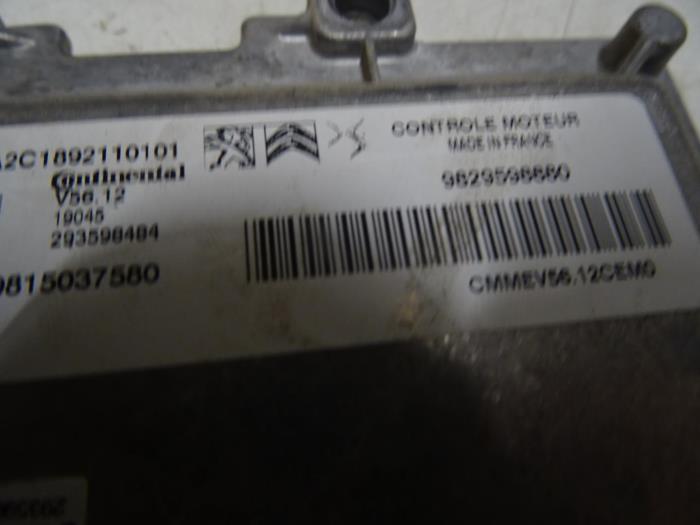 A2C1892110101
Continental
V56.12
19045
293598484
9815037580
CONTROLE MOTEUR
MADE IN FRANCE
9829598680
CMMEV56.12CEM0